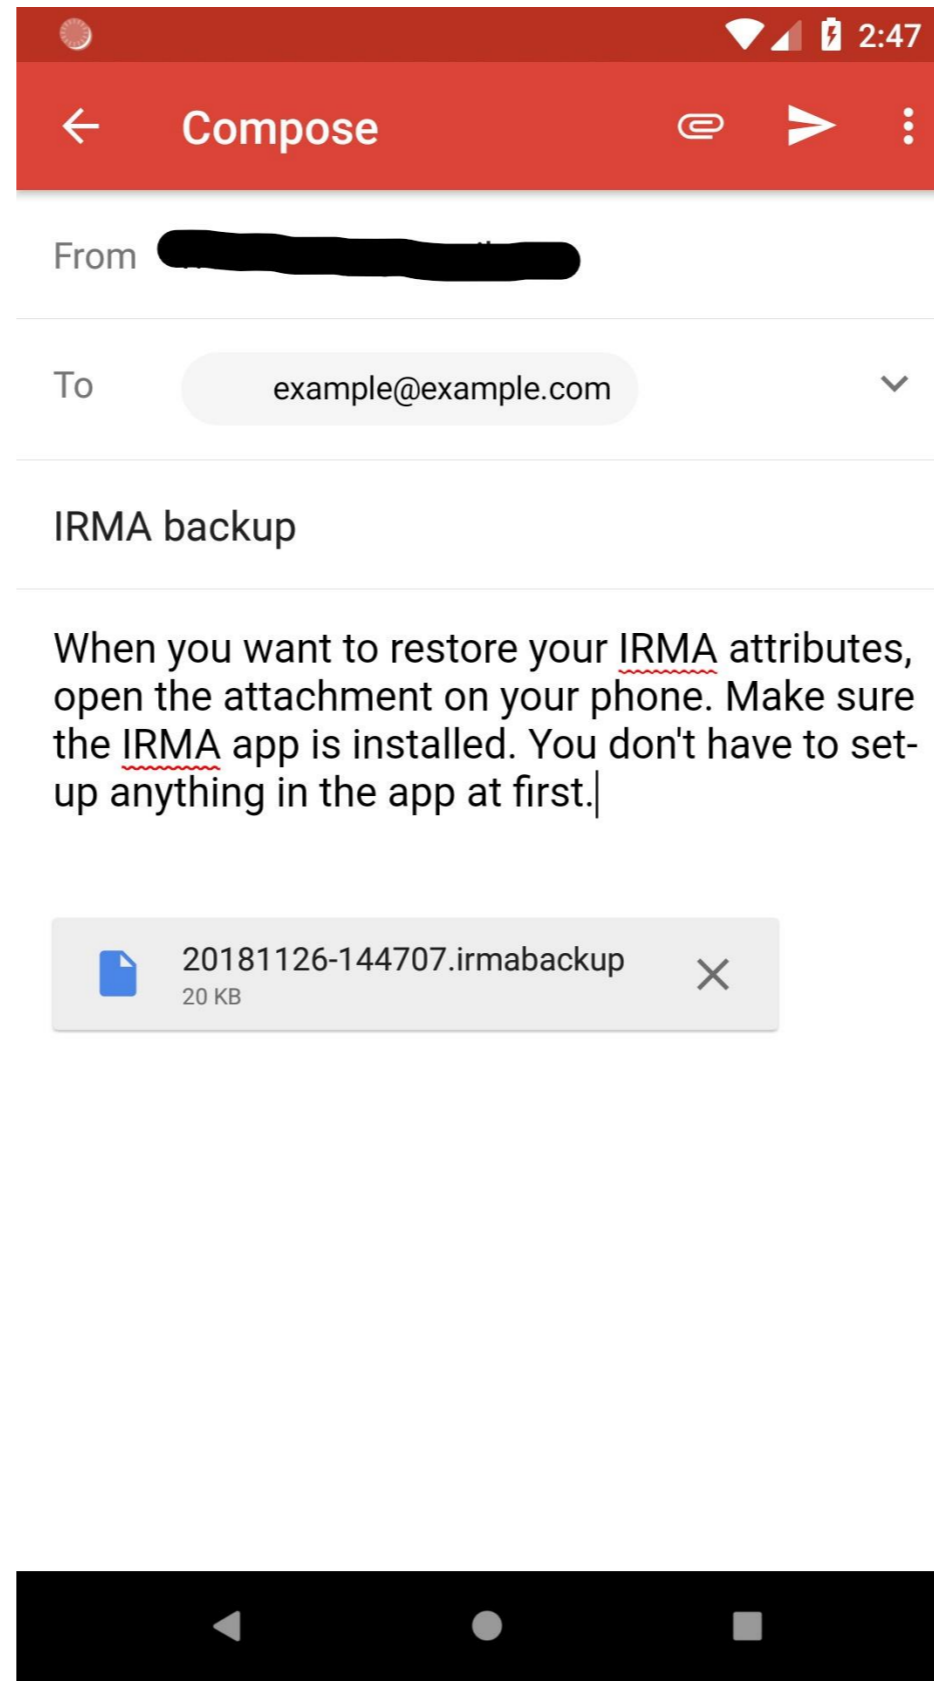 2:47
Compose
From
To
example@example.com
IRMA backup
When you want to restore your IRMA attributes,
open the attachment on your phone. Make sure
the IRMA app is installed. You don't have to set-
up anything in the app at first.
20181126-144707.irmabackup
20 KB